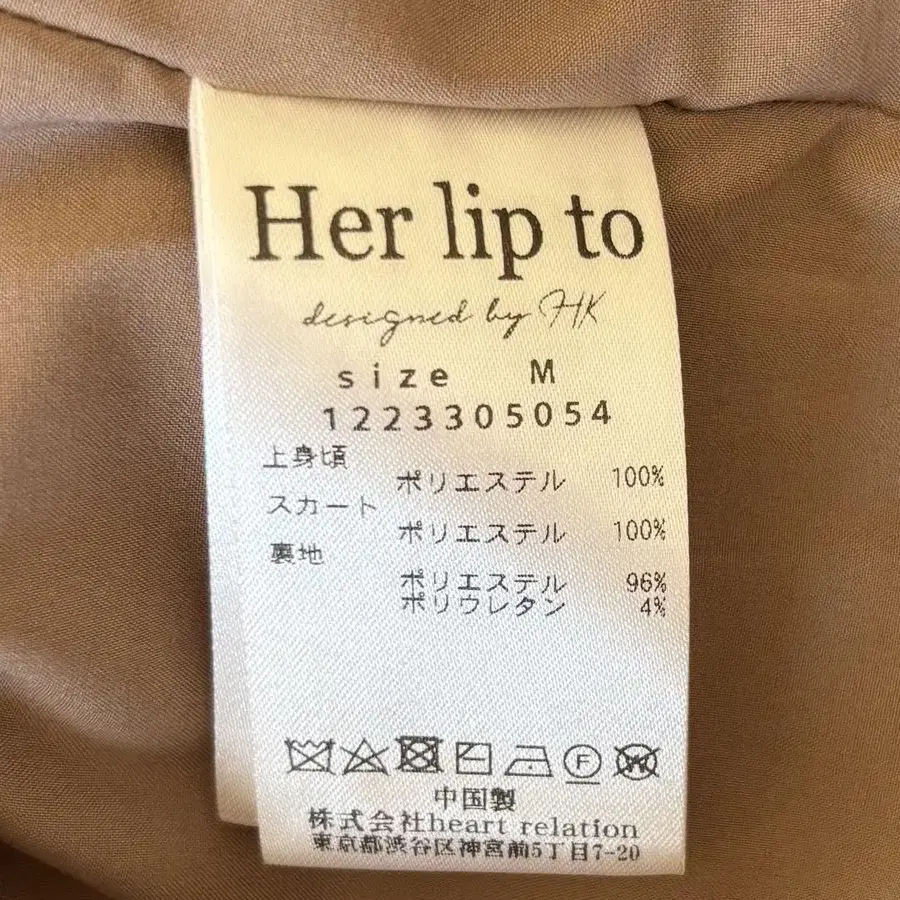 Her lip to
designed by HK
size M
1223305054
上身頃
ポリエステル 100%
スカート
ポリエステル 100%
裏地
ポリエステル 96%
ポリウレタン 4%
F W
中国製
株式会社heart relation
東京都渋谷区神宮前5丁目7-20